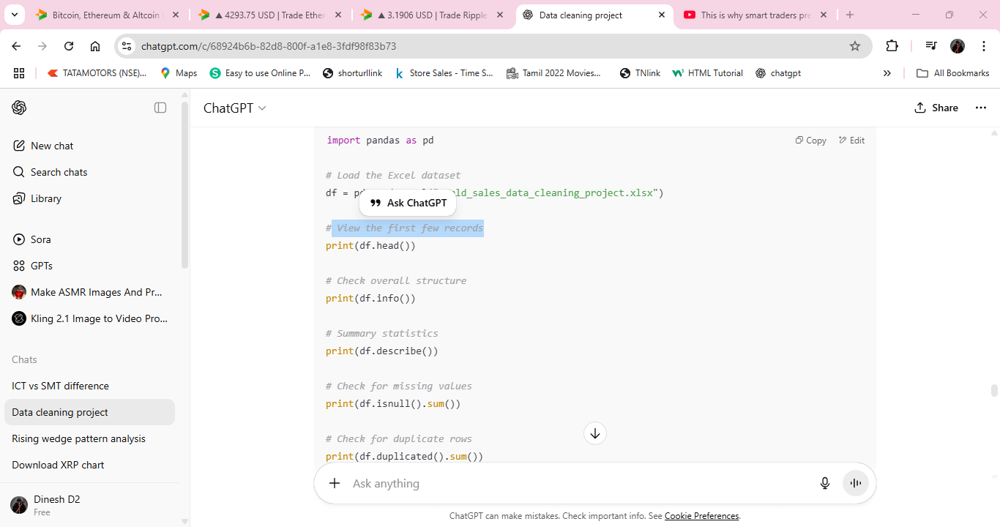 Bitcoin, Ethereum & Altcoin
▲ 4293.75 USD | Trade Ether
▲ 3.1906 USD | Trade Ripple
Data cleaning project
This is why smart traders pre
chatgpt.com/c/68924b6b-82d8-800f-a1e8-3fdf98f83b73
TATAMOTORS (NSE)...
Maps
Easy to use Online P...
shorturllink
Store Sales - Time S...
Tamil 2022 Movies...
TNlink
HTML Tutorial
chatgpt
All Bookmarks
ChatGPT
Share
New chat
Search chats
Library
Sora
GPTs
Make ASMR Images And Pr...
Kling 2.1 Image to Video Pro...
Chats
ICT vs SMT difference
Data cleaning project
Rising wedge pattern analysis
Download XRP chart
Dinesh D2
Free
import pandas as pd
Copy
Edit
# Load the Excel dataset
df = pd ld_sales_data_cleaning_project.xlsx")
Ask ChatGPT
# View the first few records
print(df.head())
# Check overall structure
print(df.info())
# Summary statistics
print(df.describe())
# Check for missing values
print(df.isnull().sum())
# Check for duplicate rows
print(df.duplicated().sum())
Ask anything
ChatGPT can make mistakes. Check important info. See Cookie Preferences.